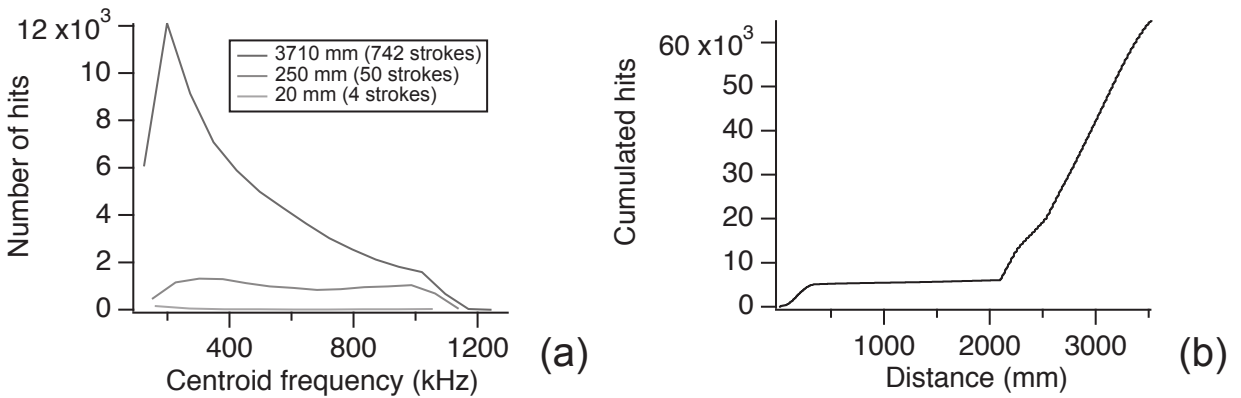 Number of hits
12 x10³
10
8
6
4
2
0
3710 mm (742 strokes)
250 mm (50 strokes)
20 mm (4 strokes)
400
800
1200
Centroid frequency (kHz)
(a)
Cumulated hits
60 x10³
50
40
30
20
10
0
1000
2000
3000
Distance (mm)
(b)